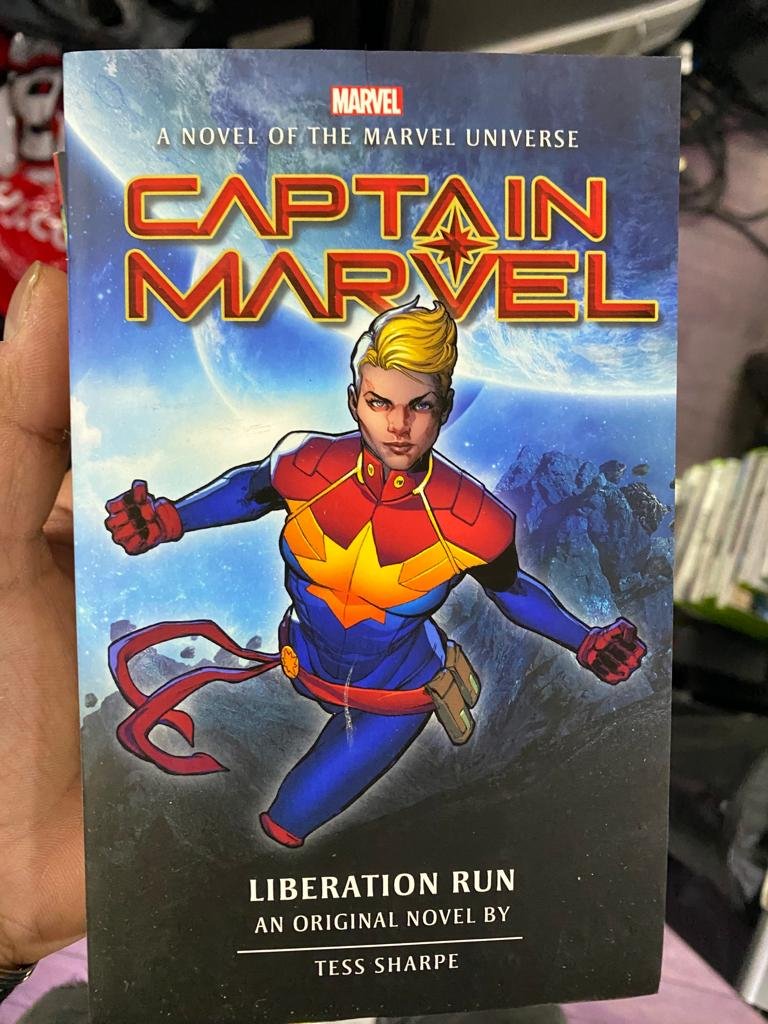 MARVEL
A NOVEL OF THE MARVEL UNIVERSE
CAPTAIN
MARVEL
LIBERATION RUN
AN ORIGINAL NOVEL BY
TESS SHARPE